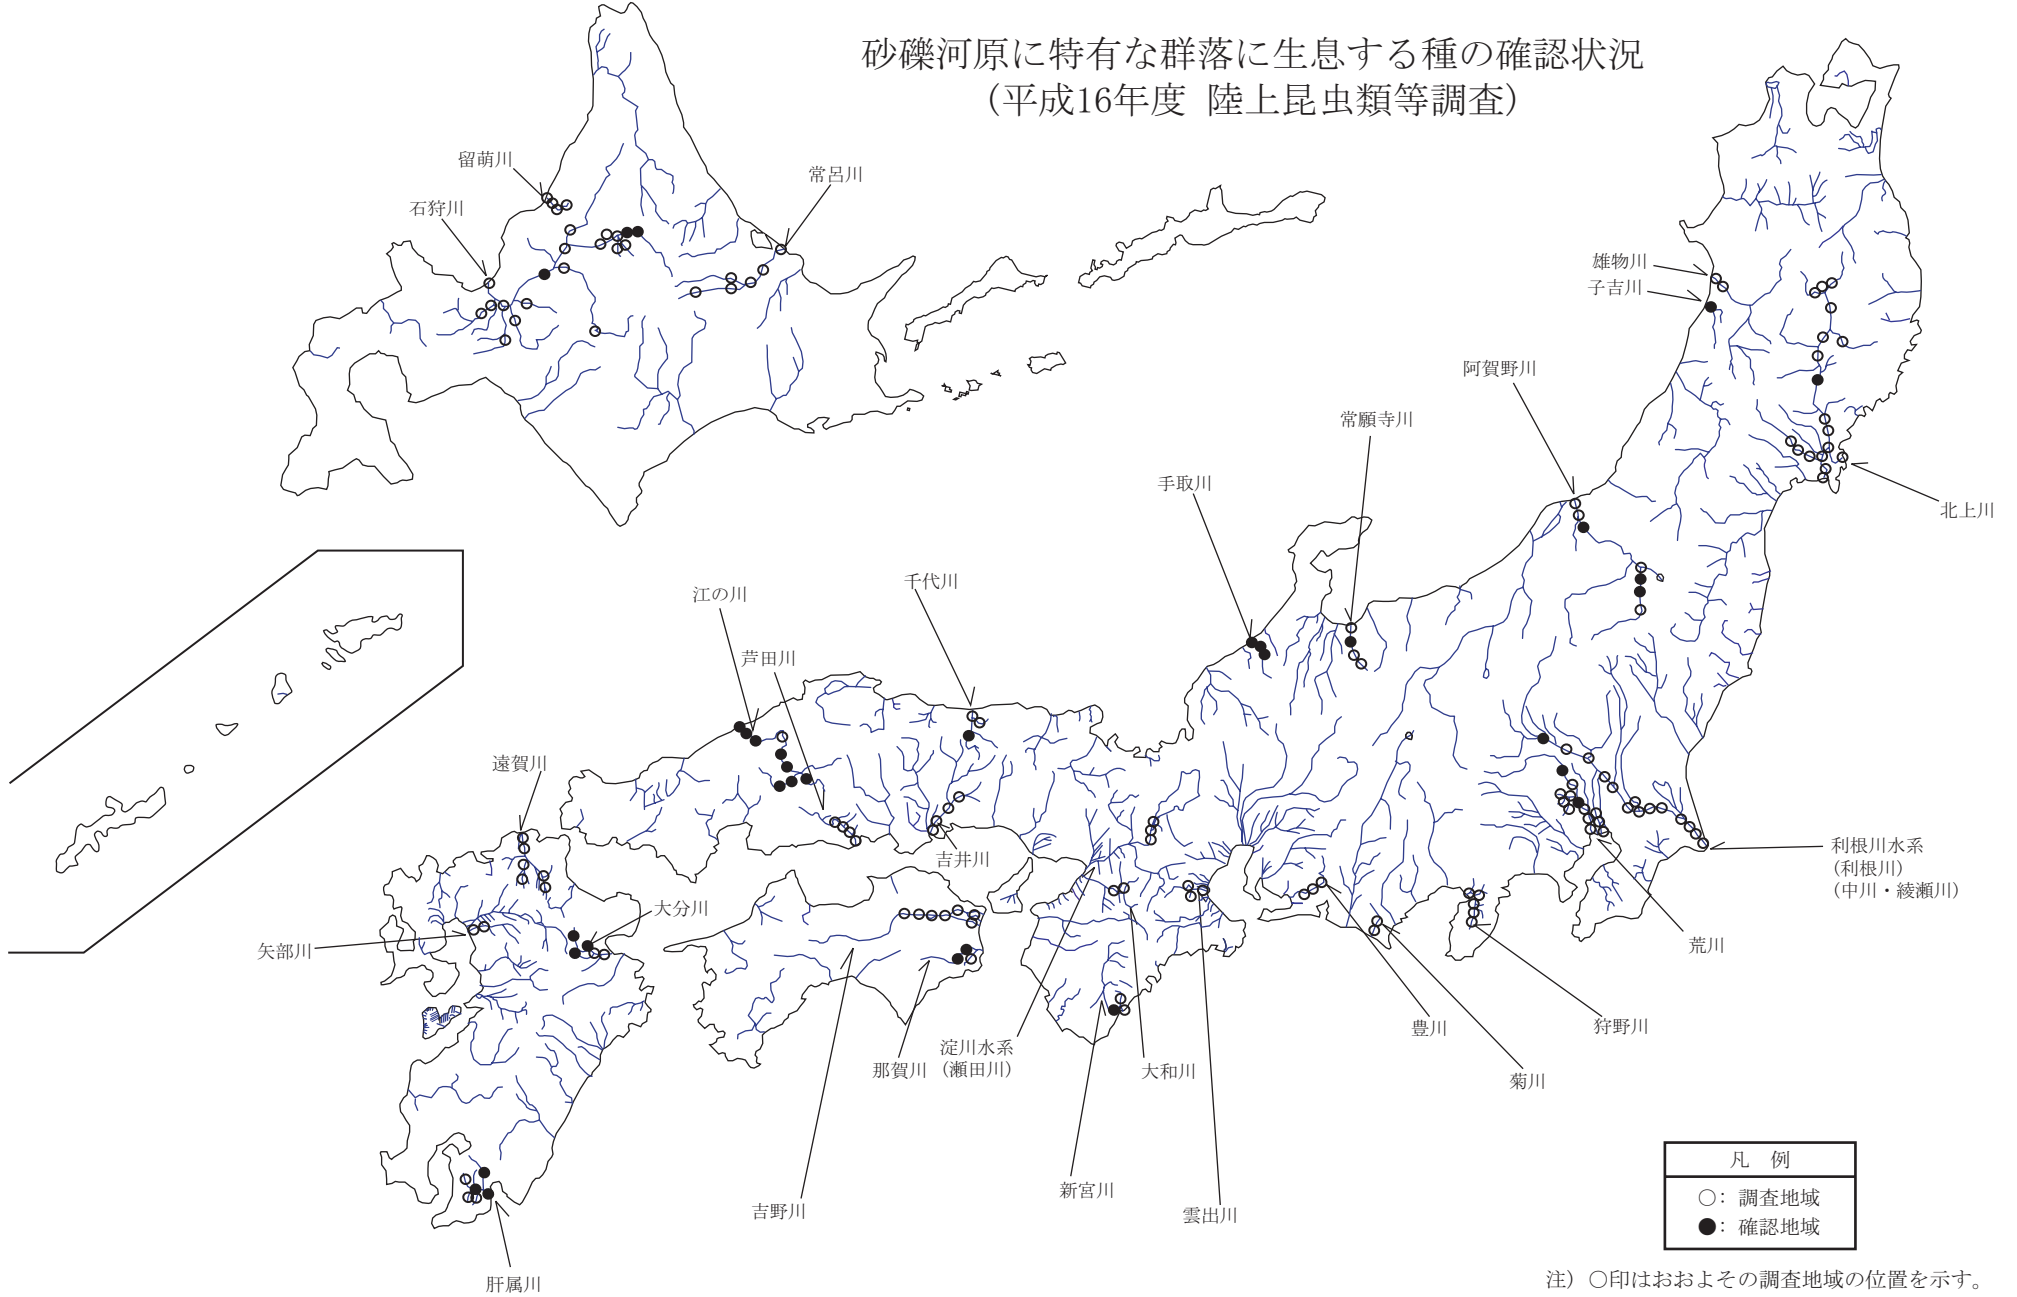 砂礫河原に特有な群落に生息する種の確認状況
（平成16年度 陸上昆虫類等調査）
留萌川
常呂川
石狩川
雄物川
子吉川
阿賀野川
常願寺川
手取川
北上川
千代川
江の川
芦田川
遠賀川
吉井川
利根川水系
（利根川）
（中川・綾瀬川）
大分川
矢部川
荒川
狩野川
豊川
淀川水系
（瀬田川）
那賀川
大和川
菊川
新宮川
吉野川
雲出川
肝属川
凡 例
○：調査地域
●：確認地域
注）○印はおおよその調査地域の位置を示す。